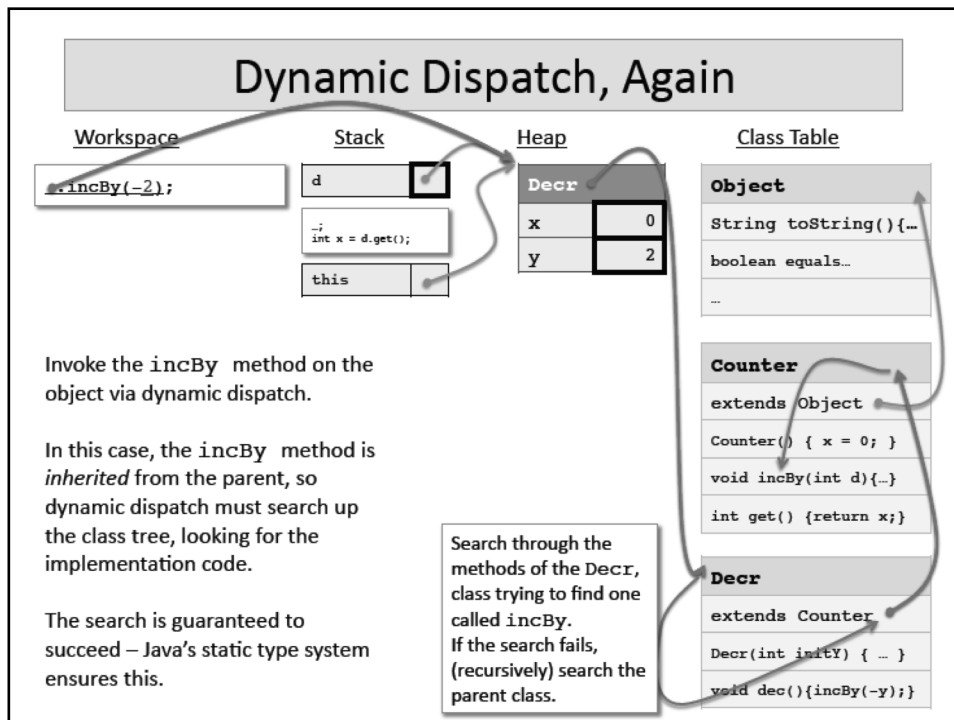 Dynamic Dispatch, Again
Workspace
.incBy(-2);
Stack
d
…;
int x = d.get();
this
Heap
Decr
x 0
y 2
Class Table
Object
String toString(){…
boolean equals…
…
Counter
extends Object
Counter() { x = 0; }
void incBy(int d){…}
int get() {return x;}
Decr
extends Counter
Decr(int initY) { … }
void dec(){incBy(-y);}
Invoke the incBy method on the
object via dynamic dispatch.
In this case, the incBy method is
inherited from the parent, so
dynamic dispatch must search up
the class tree, looking for the
implementation code.
The search is guaranteed to
succeed – Java's static type system
ensures this.
Search through the
methods of the Decr,
class trying to find one
called incBy.
If the search fails,
(recursively) search the
parent class.